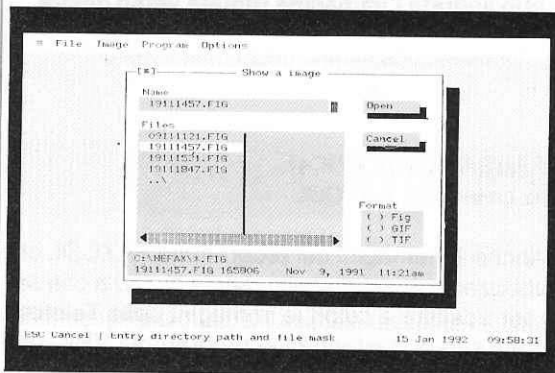 ≡ File Image Program Options
[■] Show a image
Name
19111457.FIG
Open
Files
09111121.FIG
19111457.FIG
19111521.FIG
19111847.FIG
..\
Cancel
Format
( ) Fig
( ) GIF
( ) TIF
C:\NEFAX\*.FIG
19111457.FIG 165806 Nov 9, 1991 11:21am
ESC Cancel | Entry directory path and file mask 15 Jan 1992 09:58:31